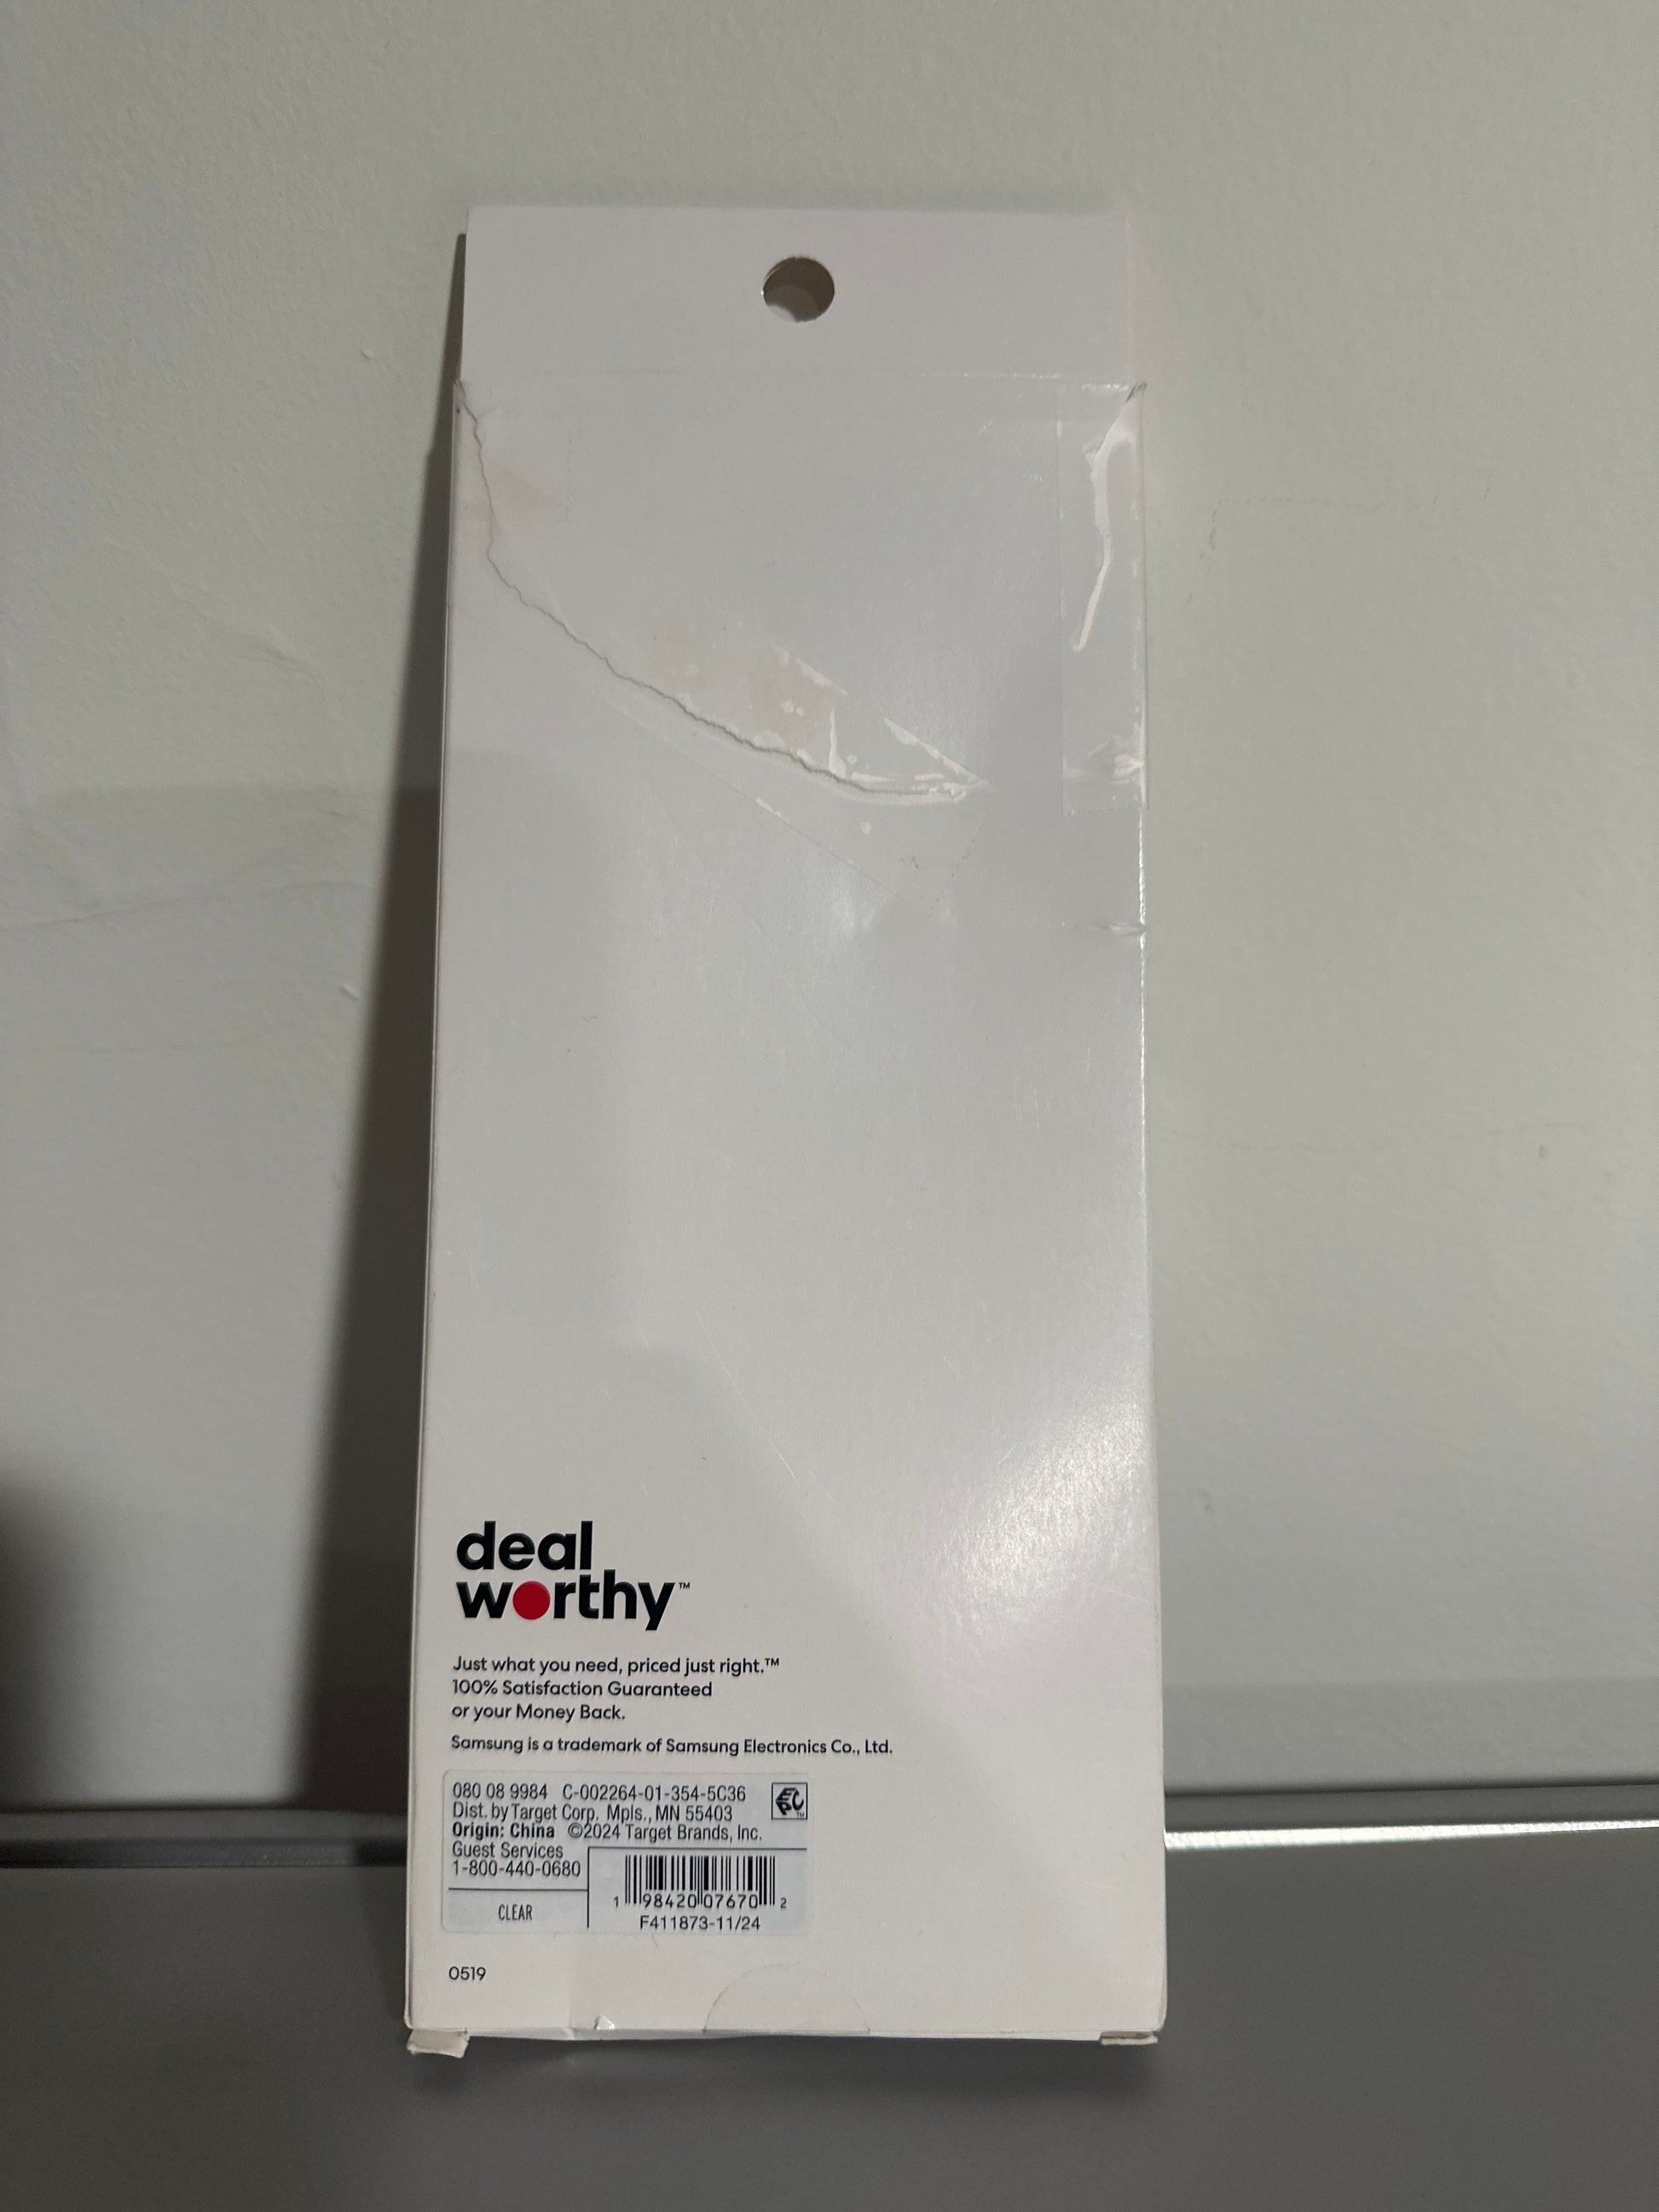 deal
worthy™
Just what you need, priced just right.™
100% Satisfaction Guaranteed
or your Money Back.
Samsung is a trademark of Samsung Electronics Co., Ltd.
080 08 9984 C-002264-01-354-5C36
Dist. by Target Corp. Mpls., MN 55403
Origin: China ©2024 Target Brands, Inc.
Guest Services
1-800-440-0680
EPC™
CLEAR
1 98420 07670 2
F411873-11/24
0519